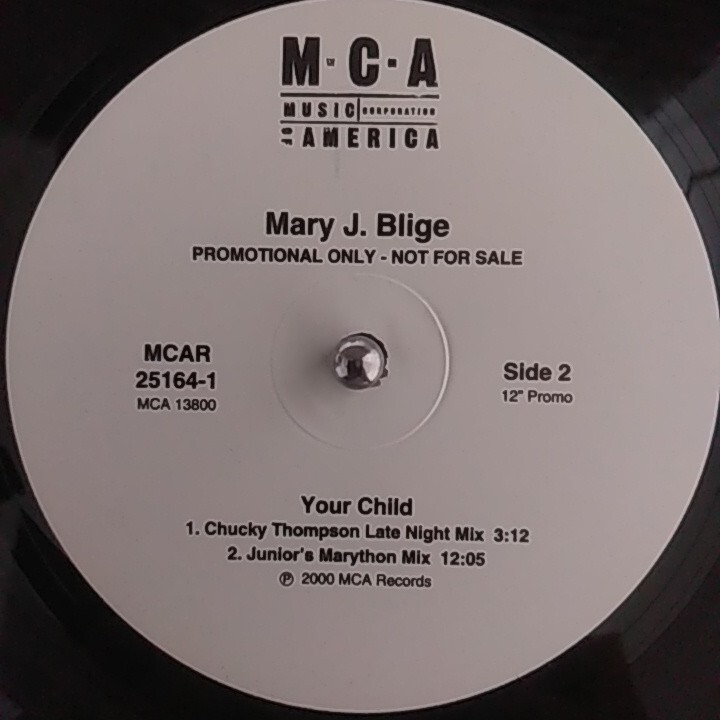 M·C·A
MUSIC CORPORATION
OF AMERICA
Mary J. Blige
PROMOTIONAL ONLY - NOT FOR SALE
MCAR
25164-1
MCA 13800
Side 2
12" Promo
Your Child
1. Chucky Thompson Late Night Mix 3:12
2. Junior's Marython Mix 12:05
℗ 2000 MCA Records